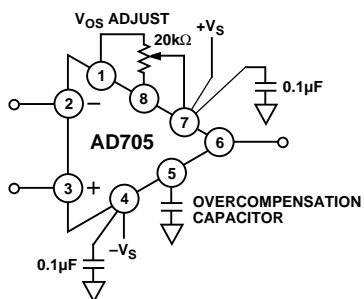 VOS ADJUST
20kΩ
+VS
0.1µF
1
2
–
8
7
AD705
6
3
+
5
4
OVERCOMPENSATION
CAPACITOR
–VS
0.1µF